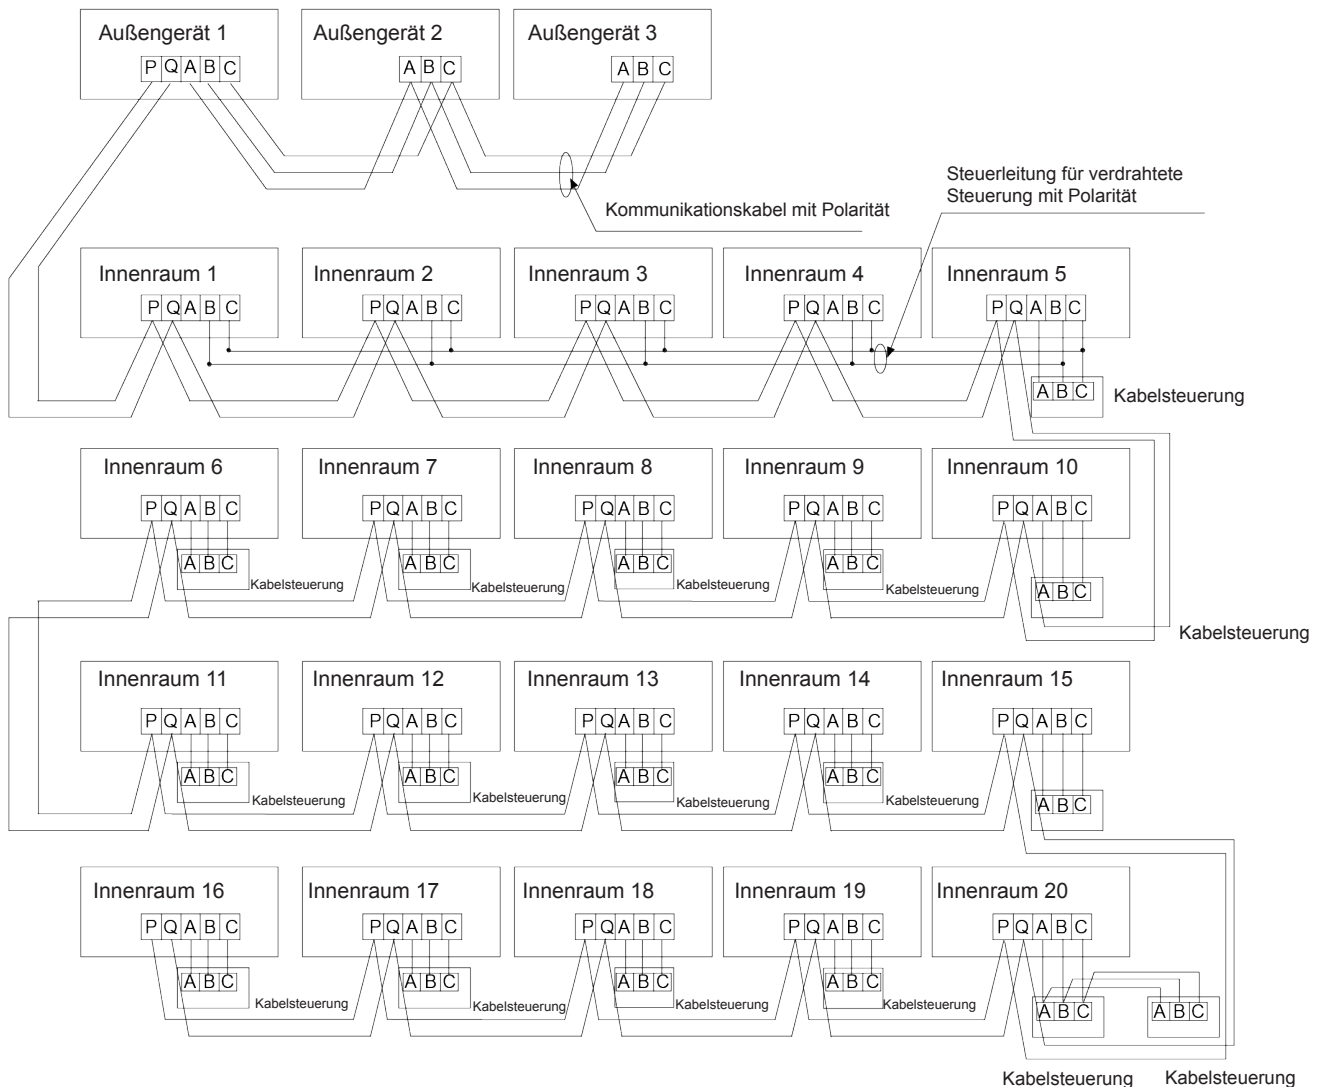 Außengerät 1 Außengerät 2 Außengerät 3
P Q A B C A B C A B C
Steuerleitung für verdrahtete
Steuerung mit Polarität
Kommunikationskabel mit Polarität
Innenraum 1 Innenraum 2 Innenraum 3 Innenraum 4 Innenraum 5
P Q A B C P Q A B C P Q A B C P Q A B C P Q A B C
A B C Kabelsteuerung
Innenraum 6 Innenraum 7 Innenraum 8 Innenraum 9 Innenraum 10
P Q A B C P Q A B C P Q A B C P Q A B C P Q A B C
A B C A B C A B C A B C
Kabelsteuerung Kabelsteuerung Kabelsteuerung Kabelsteuerung
A B C
Kabelsteuerung
Innenraum 11 Innenraum 12 Innenraum 13 Innenraum 14 Innenraum 15
P Q A B C P Q A B C P Q A B C P Q A B C P Q A B C
A B C A B C A B C A B C
Kabelsteuerung Kabelsteuerung Kabelsteuerung Kabelsteuerung
A B C
Innenraum 16 Innenraum 17 Innenraum 18 Innenraum 19 Innenraum 20
P Q A B C P Q A B C P Q A B C P Q A B C P Q A B C
A B C A B C A B C A B C
Kabelsteuerung Kabelsteuerung Kabelsteuerung Kabelsteuerung
A B C A B C
Kabelsteuerung Kabelsteuerung